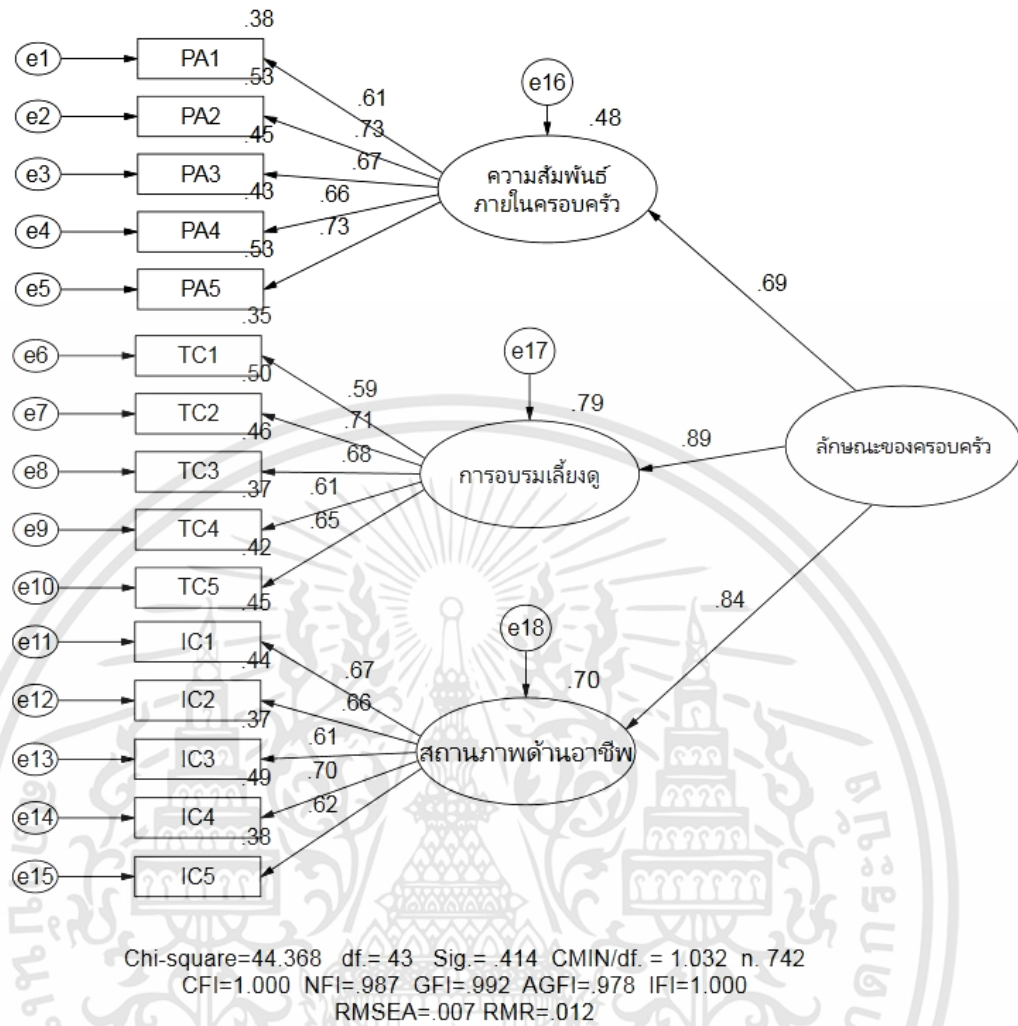 .38
e1
PA1
.53
e2
PA2
.45
e3
PA3
.43
e4
PA4
.53
e5
PA5
.35
e6
TC1
.50
e7
TC2
.46
e8
TC3
.37
e9
TC4
.42
e10
TC5
.45
e11
IC1
.44
e12
IC2
.37
e13
IC3
.49
e14
IC4
.38
e15
IC5
.61
.73
.67
.66
.73
e16
.48
ความสัมพันธ์
ภายในครอบครัว
.59
.71
.68
.61
.65
e17
.79
การอบรมเลี้ยงดู
.67
.66
.61
.70
.62
e18
.70
สถานภาพด้านอาชีพ
.69
.89
.84
ลักษณะของครอบครัว
Chi-square=44.368 df.= 43 Sig.= .414 CMIN/df. = 1.032 n. 742
CFI=1.000 NFI=.987 GFI=.992 AGFI=.978 IFI=1.000
RMSEA=.007 RMR=.012